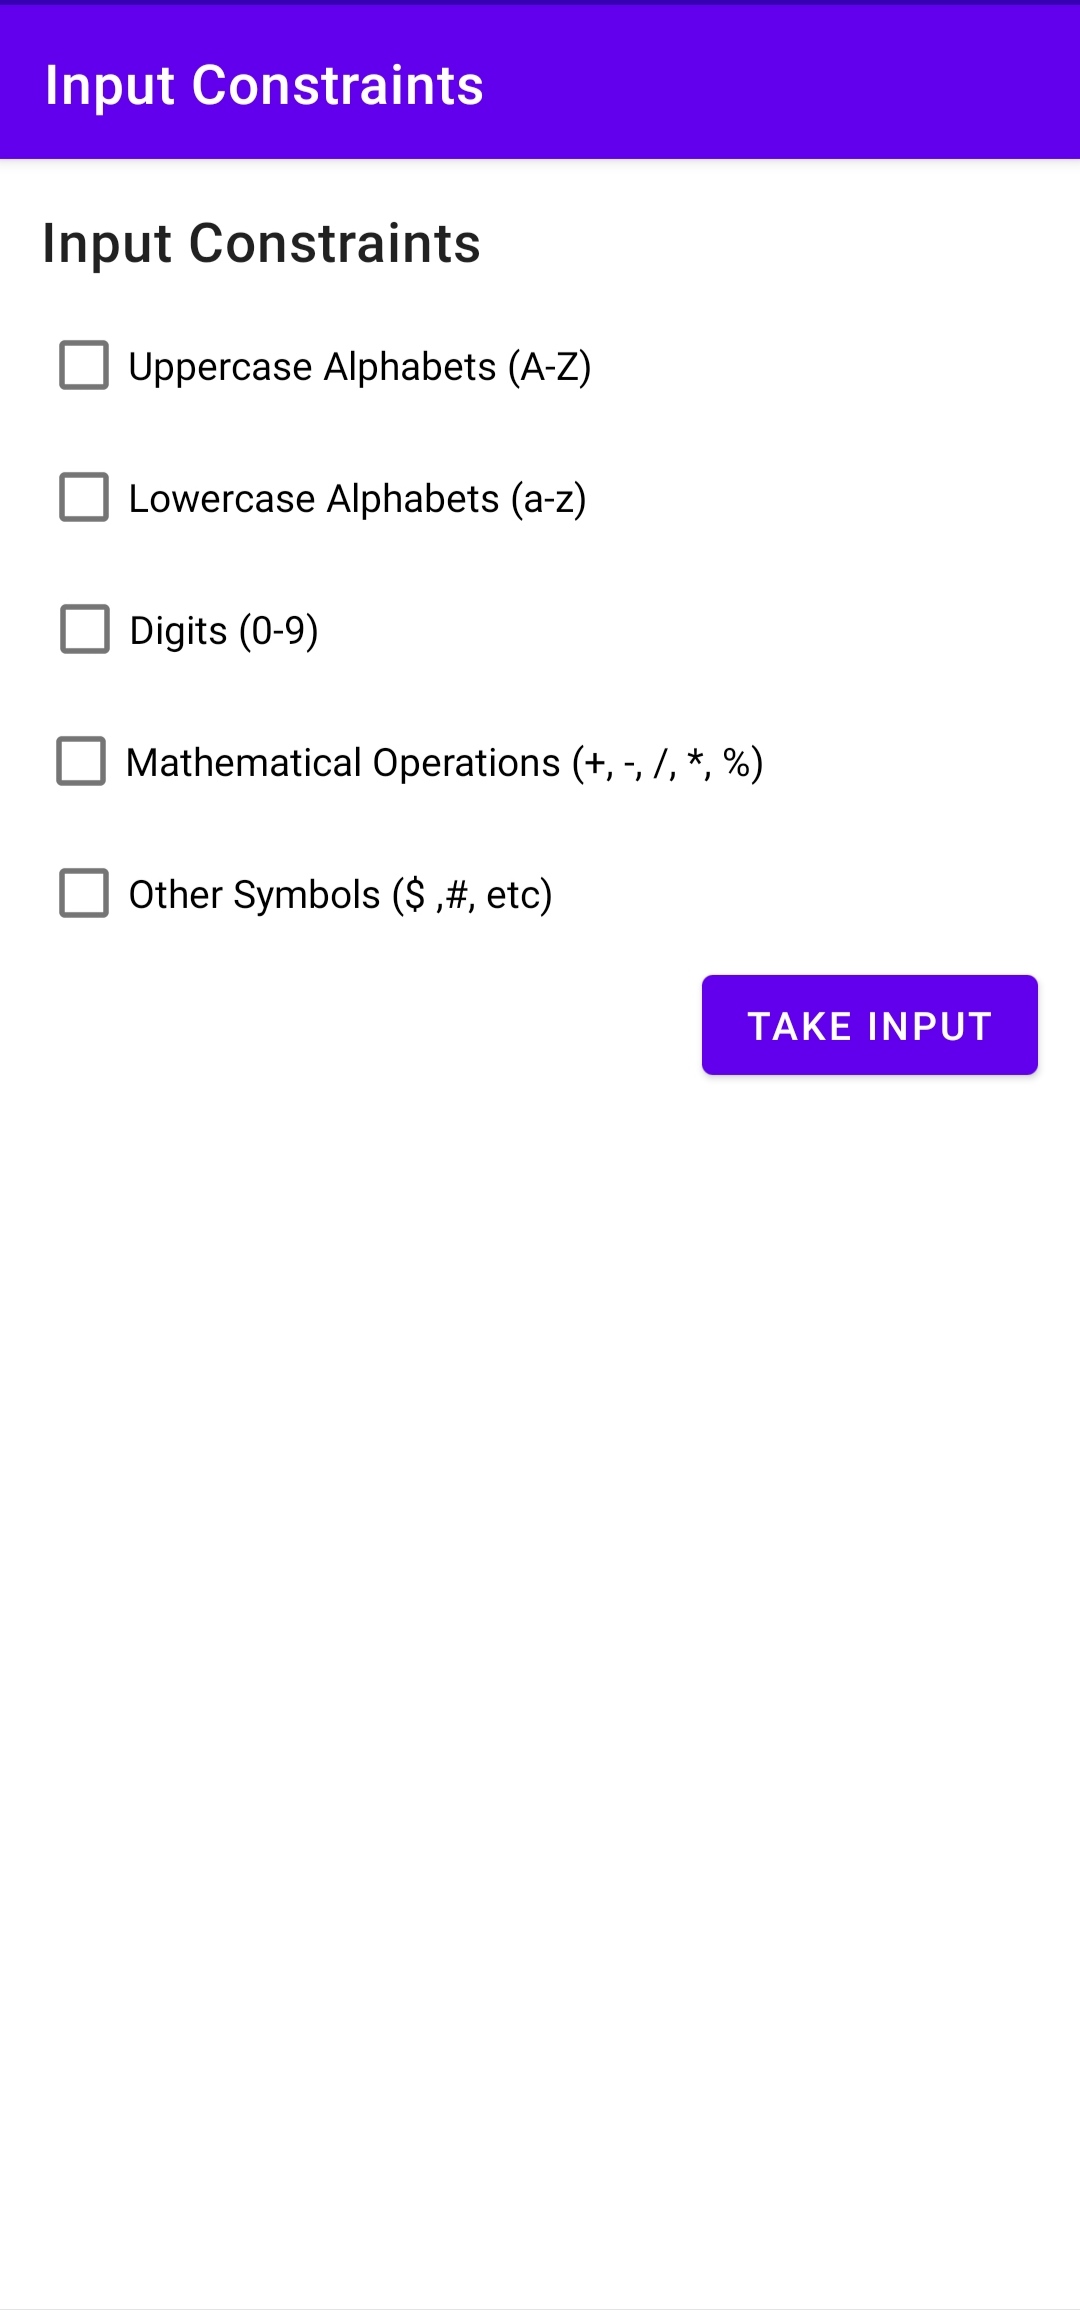 Input Constraints
Input Constraints
Uppercase Alphabets (A-Z)
Lowercase Alphabets (a-z)
Digits (0-9)
Mathematical Operations (+, -, /, *, %)
Other Symbols ($ ,#, etc)
TAKE INPUT